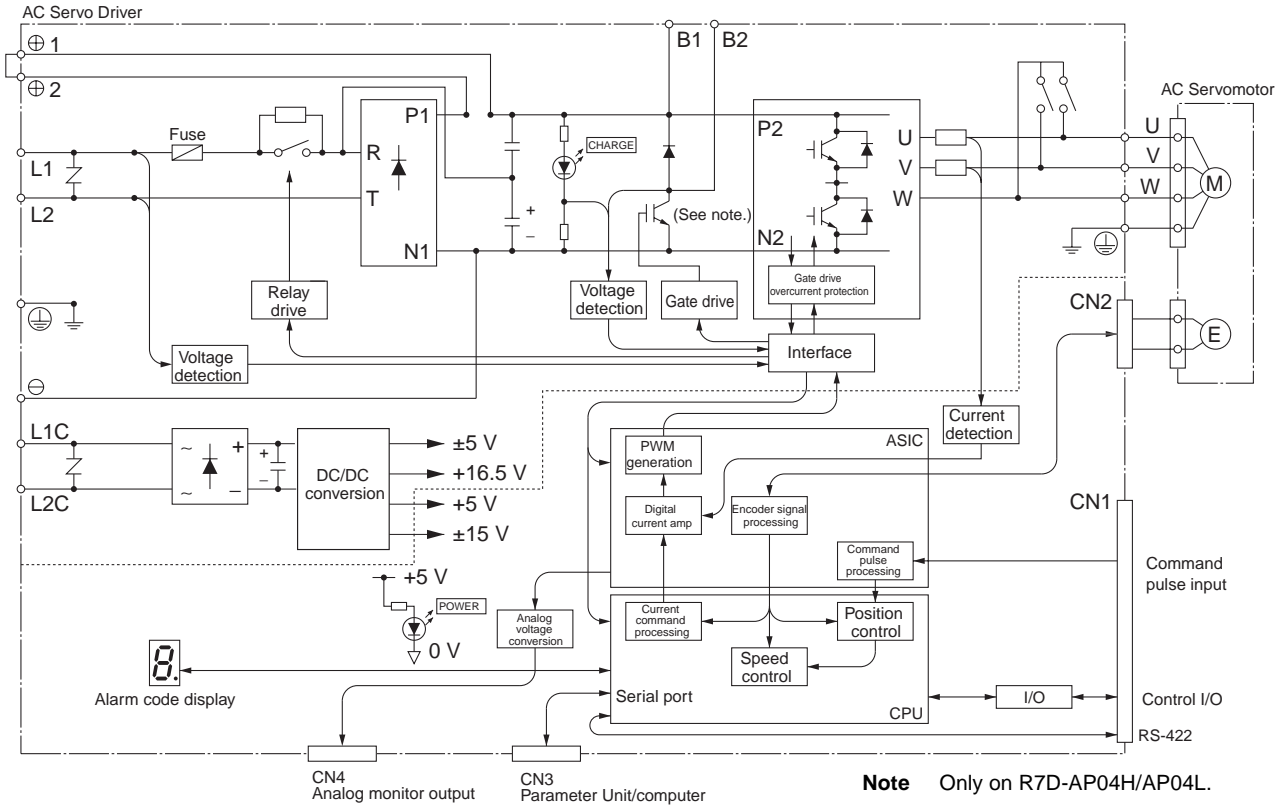 AC Servo Driver
⊕ 1
⊕ 2
B1 B2
AC Servomotor
Fuse
P1
CHARGE
P2
U
V
W
U
V
W
M
L1
L2
R
T
N1
+
–
(See note.)
N2
Relay drive
Voltage detection
Gate drive
Gate drive
overcurrent protection
CN2
E
Voltage
detection
Interface
⊖
L1C
L2C
~
~
+
–
+
–
DC/DC
conversion
±5 V
+16.5 V
+5 V
±15 V
PWM
generation
ASIC
Current
detection
Digital
current amp
Encoder signal
processing
Command
pulse
processing
CN1
Command
pulse input
+5 V
POWER
0 V
Analog
voltage
conversion
Current
command
processing
Position
control
Speed
control
8.
Alarm code display
Serial port
CPU
I/O
Control I/O
RS-422
CN4
Analog monitor output
CN3
Parameter Unit/computer
Note Only on R7D-AP04H/AP04L.